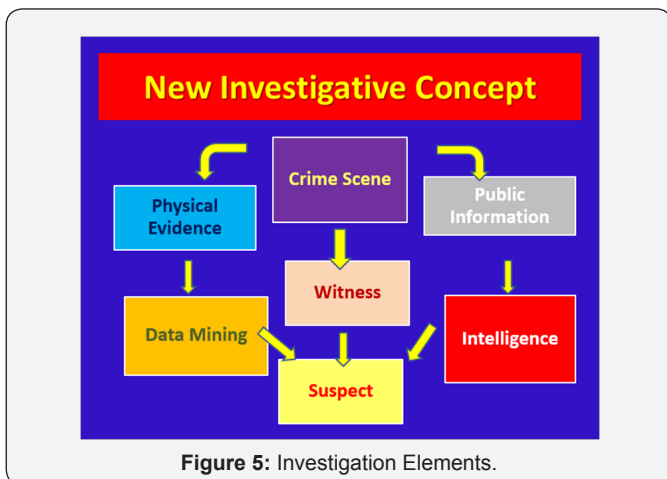 New Investigative Concept
Crime Scene
Physical
Evidence
Public
Information
Witness
Data Mining
Intelligence
Suspect
Figure 5: Investigation Elements.